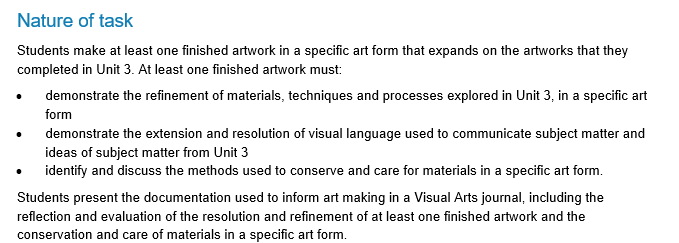 Nature of task
Students make at least one finished artwork in a specific art form that expands on the artworks that they
completed in Unit 3. At least one finished artwork must:
• demonstrate the refinement of materials, techniques and processes explored in Unit 3, in a specific art
form
• demonstrate the extension and resolution of visual language used to communicate subject matter and
ideas of subject matter from Unit 3
• identify and discuss the methods used to conserve and care for materials in a specific art form.
Students present the documentation used to inform art making in a Visual Arts journal, including the
reflection and evaluation of the resolution and refinement of at least one finished artwork and the
conservation and care of materials in a specific art form.